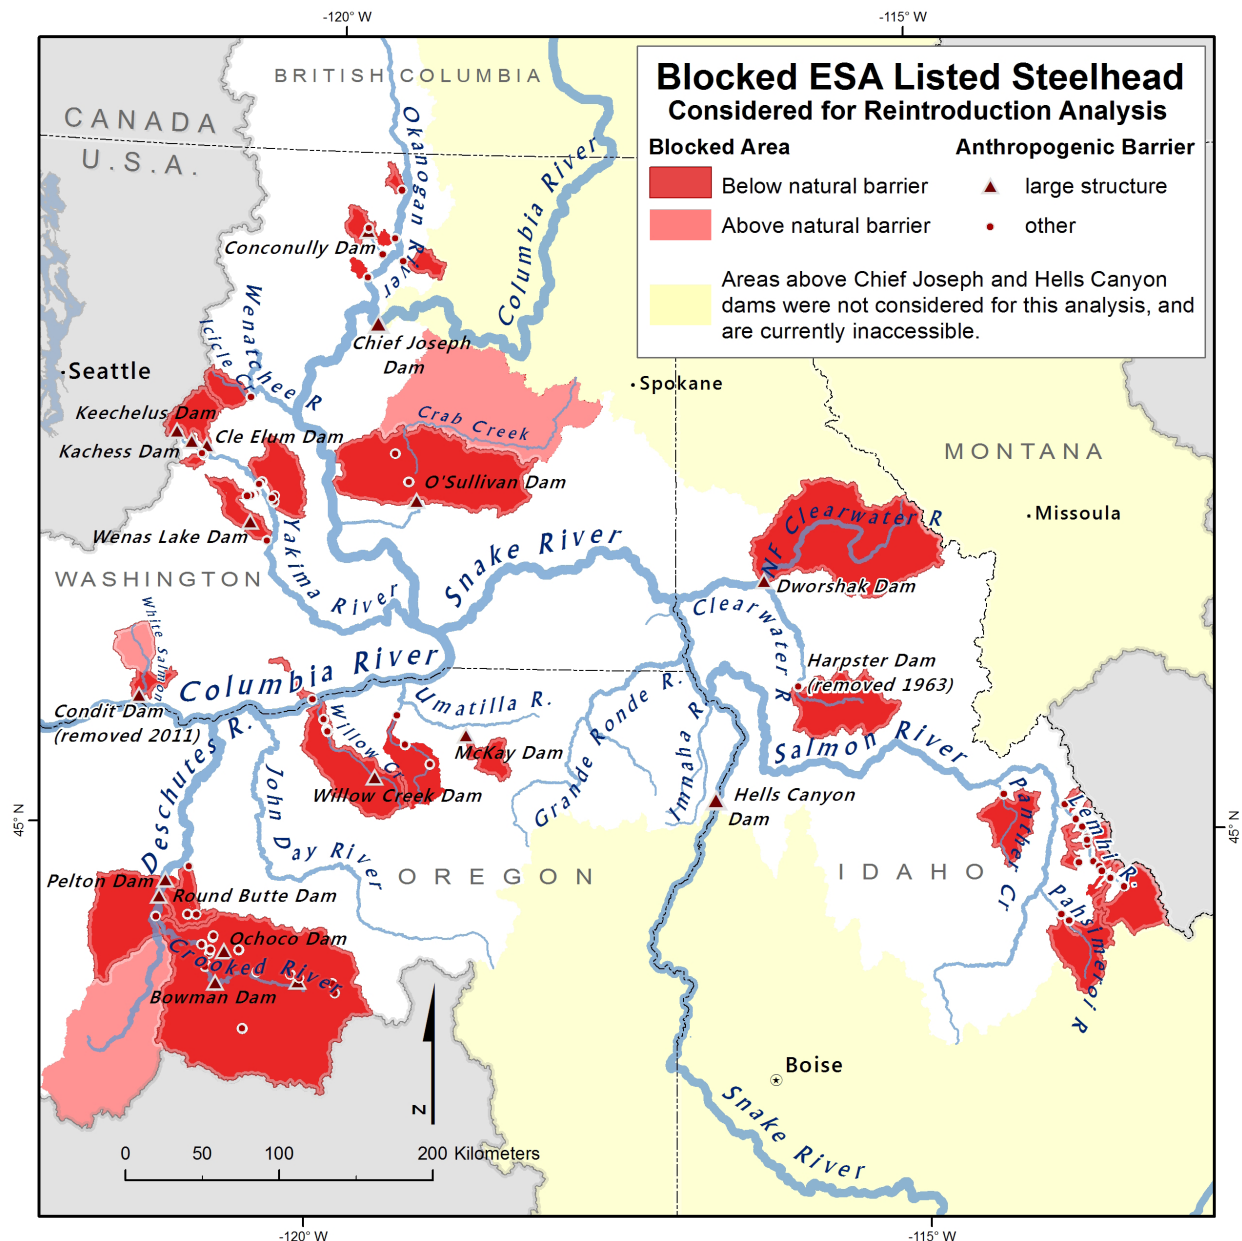 -120° W
-115° W
BRITISH COLUMBIA
CANADA
U.S.A.
Blocked ESA Listed Steelhead
Considered for Reintroduction Analysis
Blocked Area
Anthropogenic Barrier
Below natural barrier
large structure
Above natural barrier
other
Areas above Chief Joseph and Hells Canyon
dams were not considered for this analysis, and
are currently inaccessible.
Okanogan River
Columbia River
Conconully Dam
Wenatchee R
Icicle Cr
Chief Joseph
Dam
Seattle
Spokane
Keechelus Dam
Crab Creek
Cle Elum Dam
Kachess Dam
MONTANA
O'Sullivan Dam
Missoula
NF Clearwater R
Wenas Lake Dam
Yakima River
Snake River
WASHINGTON
Dworshak Dam
White Salmon
Clearwater R
Columbia River
Harpster Dam
(removed 1963)
Condit Dam
(removed 2011)
Umatilla R.
Grande Ronde R.
Imnaha R.
Salmon River
Deschutes R.
Willow Cr
McKay Dam
John Day River
Willow Creek Dam
Hells Canyon
Dam
Panther Cr
Lemhi R.
45° N
45° N
OREGON
IDAHO
Pelton Dam
Round Butte Dam
Pahsimeroi R
Ochoco Dam
Crooked River
Bowman Dam
Boise
N
Snake River
0 50 100 200 Kilometers
-120° W
-115° W